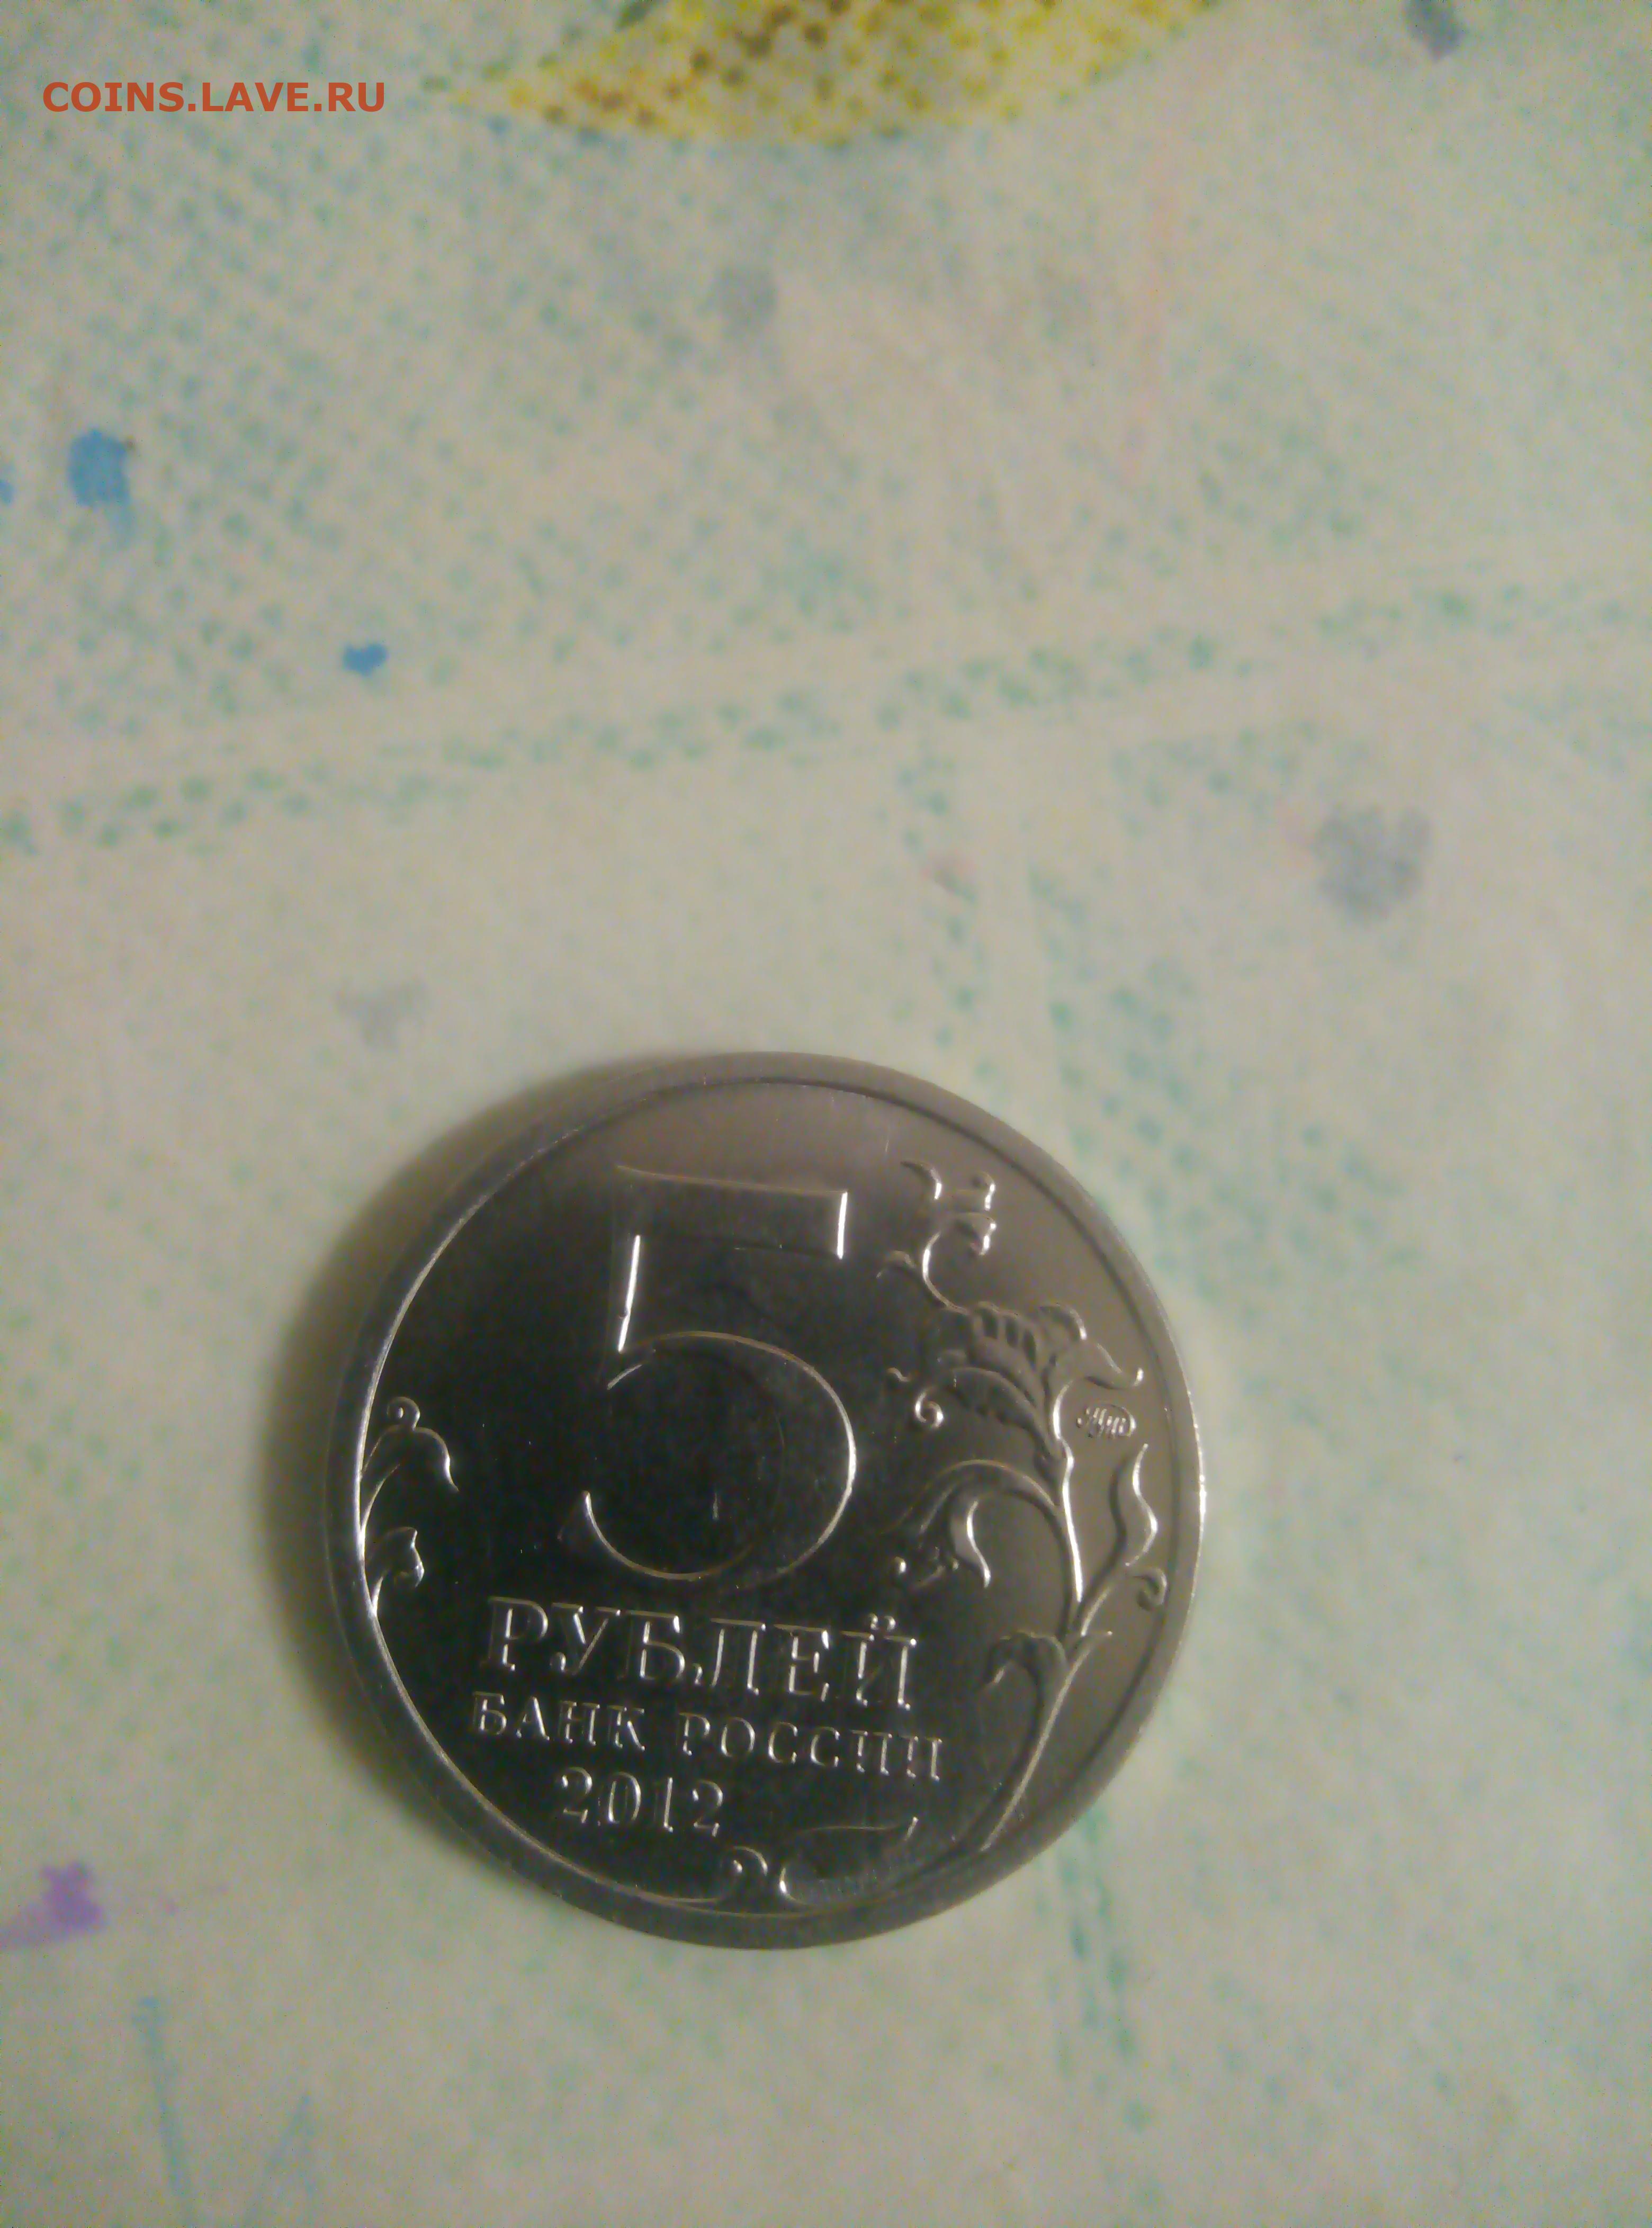 COINS.LAVE.RU
5
РУБЛЕЙ
БАНК РОССИИ
2012